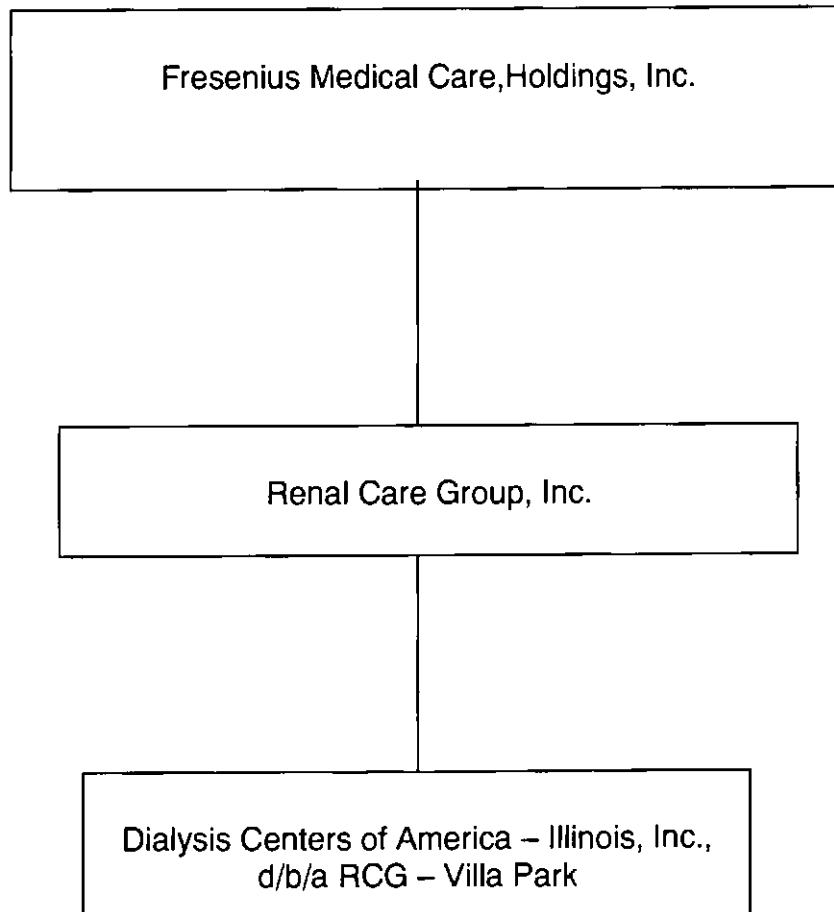 Fresenius Medical Care,Holdings, Inc.
Renal Care Group, Inc.
Dialysis Centers of America – Illinois, Inc.,
d/b/a RCG – Villa Park